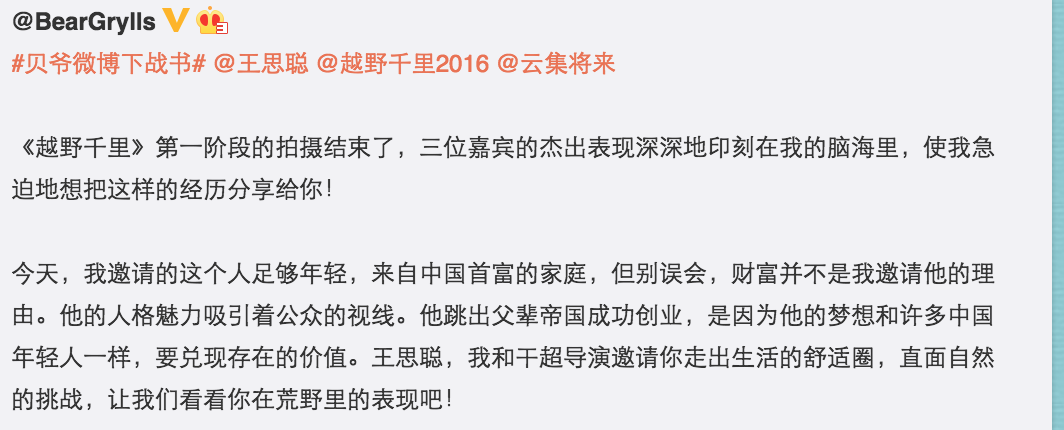 @BearGrylls
#贝爷微博下战书# @王思聪 @越野千里2016 @云集将来
《越野千里》第一阶段的拍摄结束了，三位嘉宾的杰出表现深深地印刻在我的脑海里，使我急
迫地想把这样的经历分享给你！
今天，我邀请的这个人足够年轻，来自中国首富的家庭，但别误会，财富并不是我邀请他的理
由。他的人格魅力吸引着公众的视线。他跳出父辈帝国成功创业，是因为他的梦想和许多中国
年轻人一样，要兑现存在的价值。王思聪，我和干超导演邀请你走出生活的舒适圈，直面自然
的挑战，让我们看看你在荒野里的表现吧！